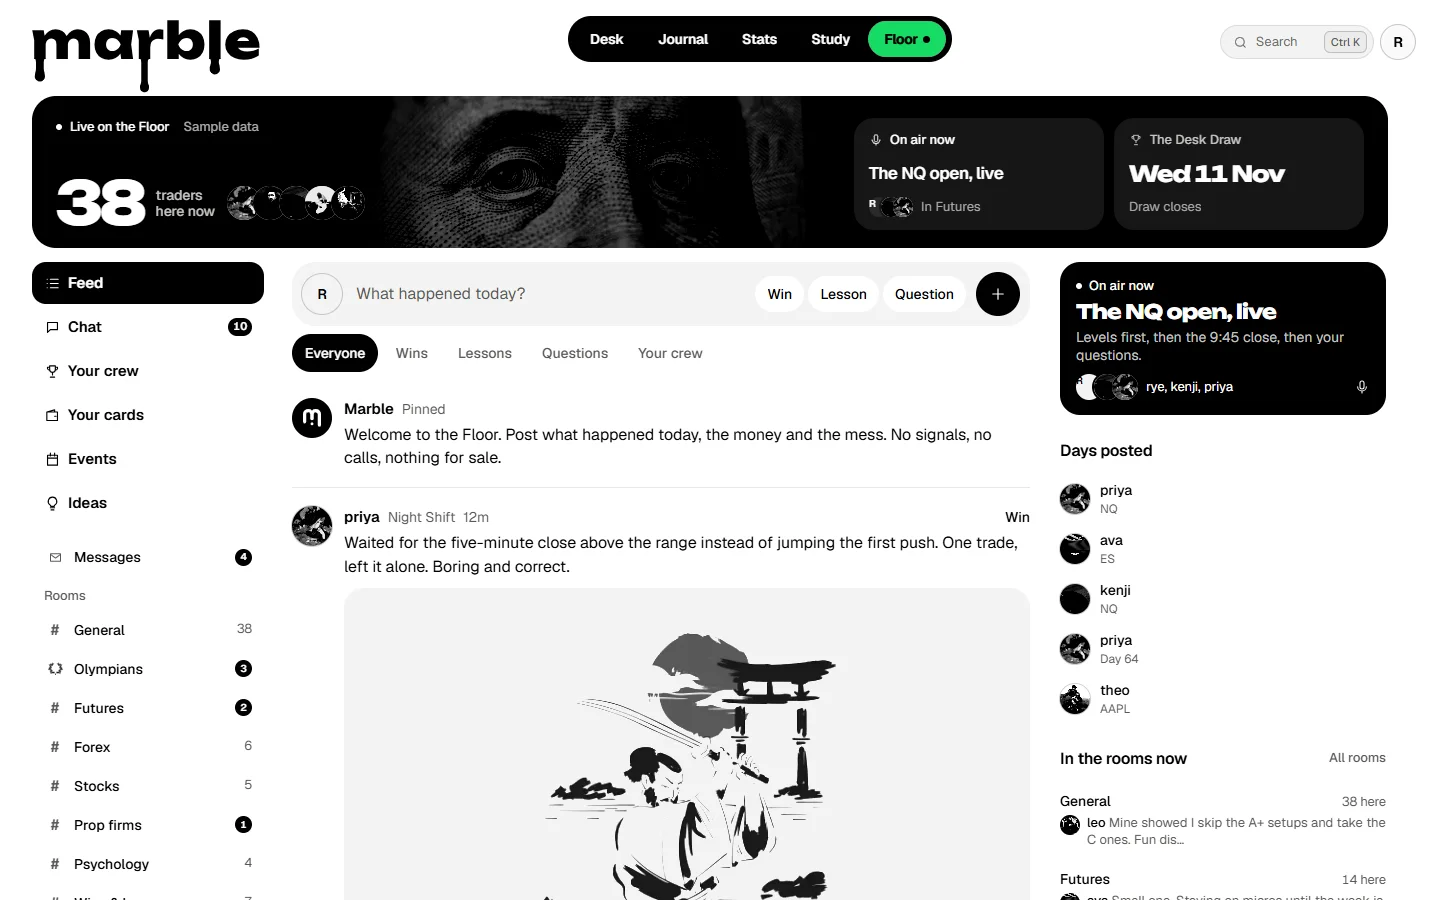 marble
Desk
Journal
Stats
Study
Floor
Search
Ctrl K
R
Live on the Floor
Sample data
38
traders
here now
On air now
The NQ open, live
R
In Futures
The Desk Draw
Wed 11 Nov
Draw closes
Feed
Chat
10
Your crew
Your cards
Events
Ideas
Messages
4
Rooms
# General
38
Olympians
3
# Futures
2
# Forex
6
# Stocks
5
# Prop firms
1
# Psychology
4
R
What happened today?
Win
Lesson
Question
Everyone
Wins
Lessons
Questions
Your crew
m
Marble Pinned
Welcome to the Floor. Post what happened today, the money and the mess. No signals, no
calls, nothing for sale.
priya Night Shift 12m
Win
Waited for the five-minute close above the range instead of jumping the first push. One trade,
left it alone. Boring and correct.
On air now
The NQ open, live
Levels first, then the 9:45 close, then your
questions.
rye, kenji, priya
Days posted
priya
NQ
ava
ES
kenji
NQ
priya
Day 64
theo
AAPL
In the rooms now
All rooms
General
38 here
leo Mine showed I skip the A+ setups and take the
C ones. Fun dis...
Futures
14 here